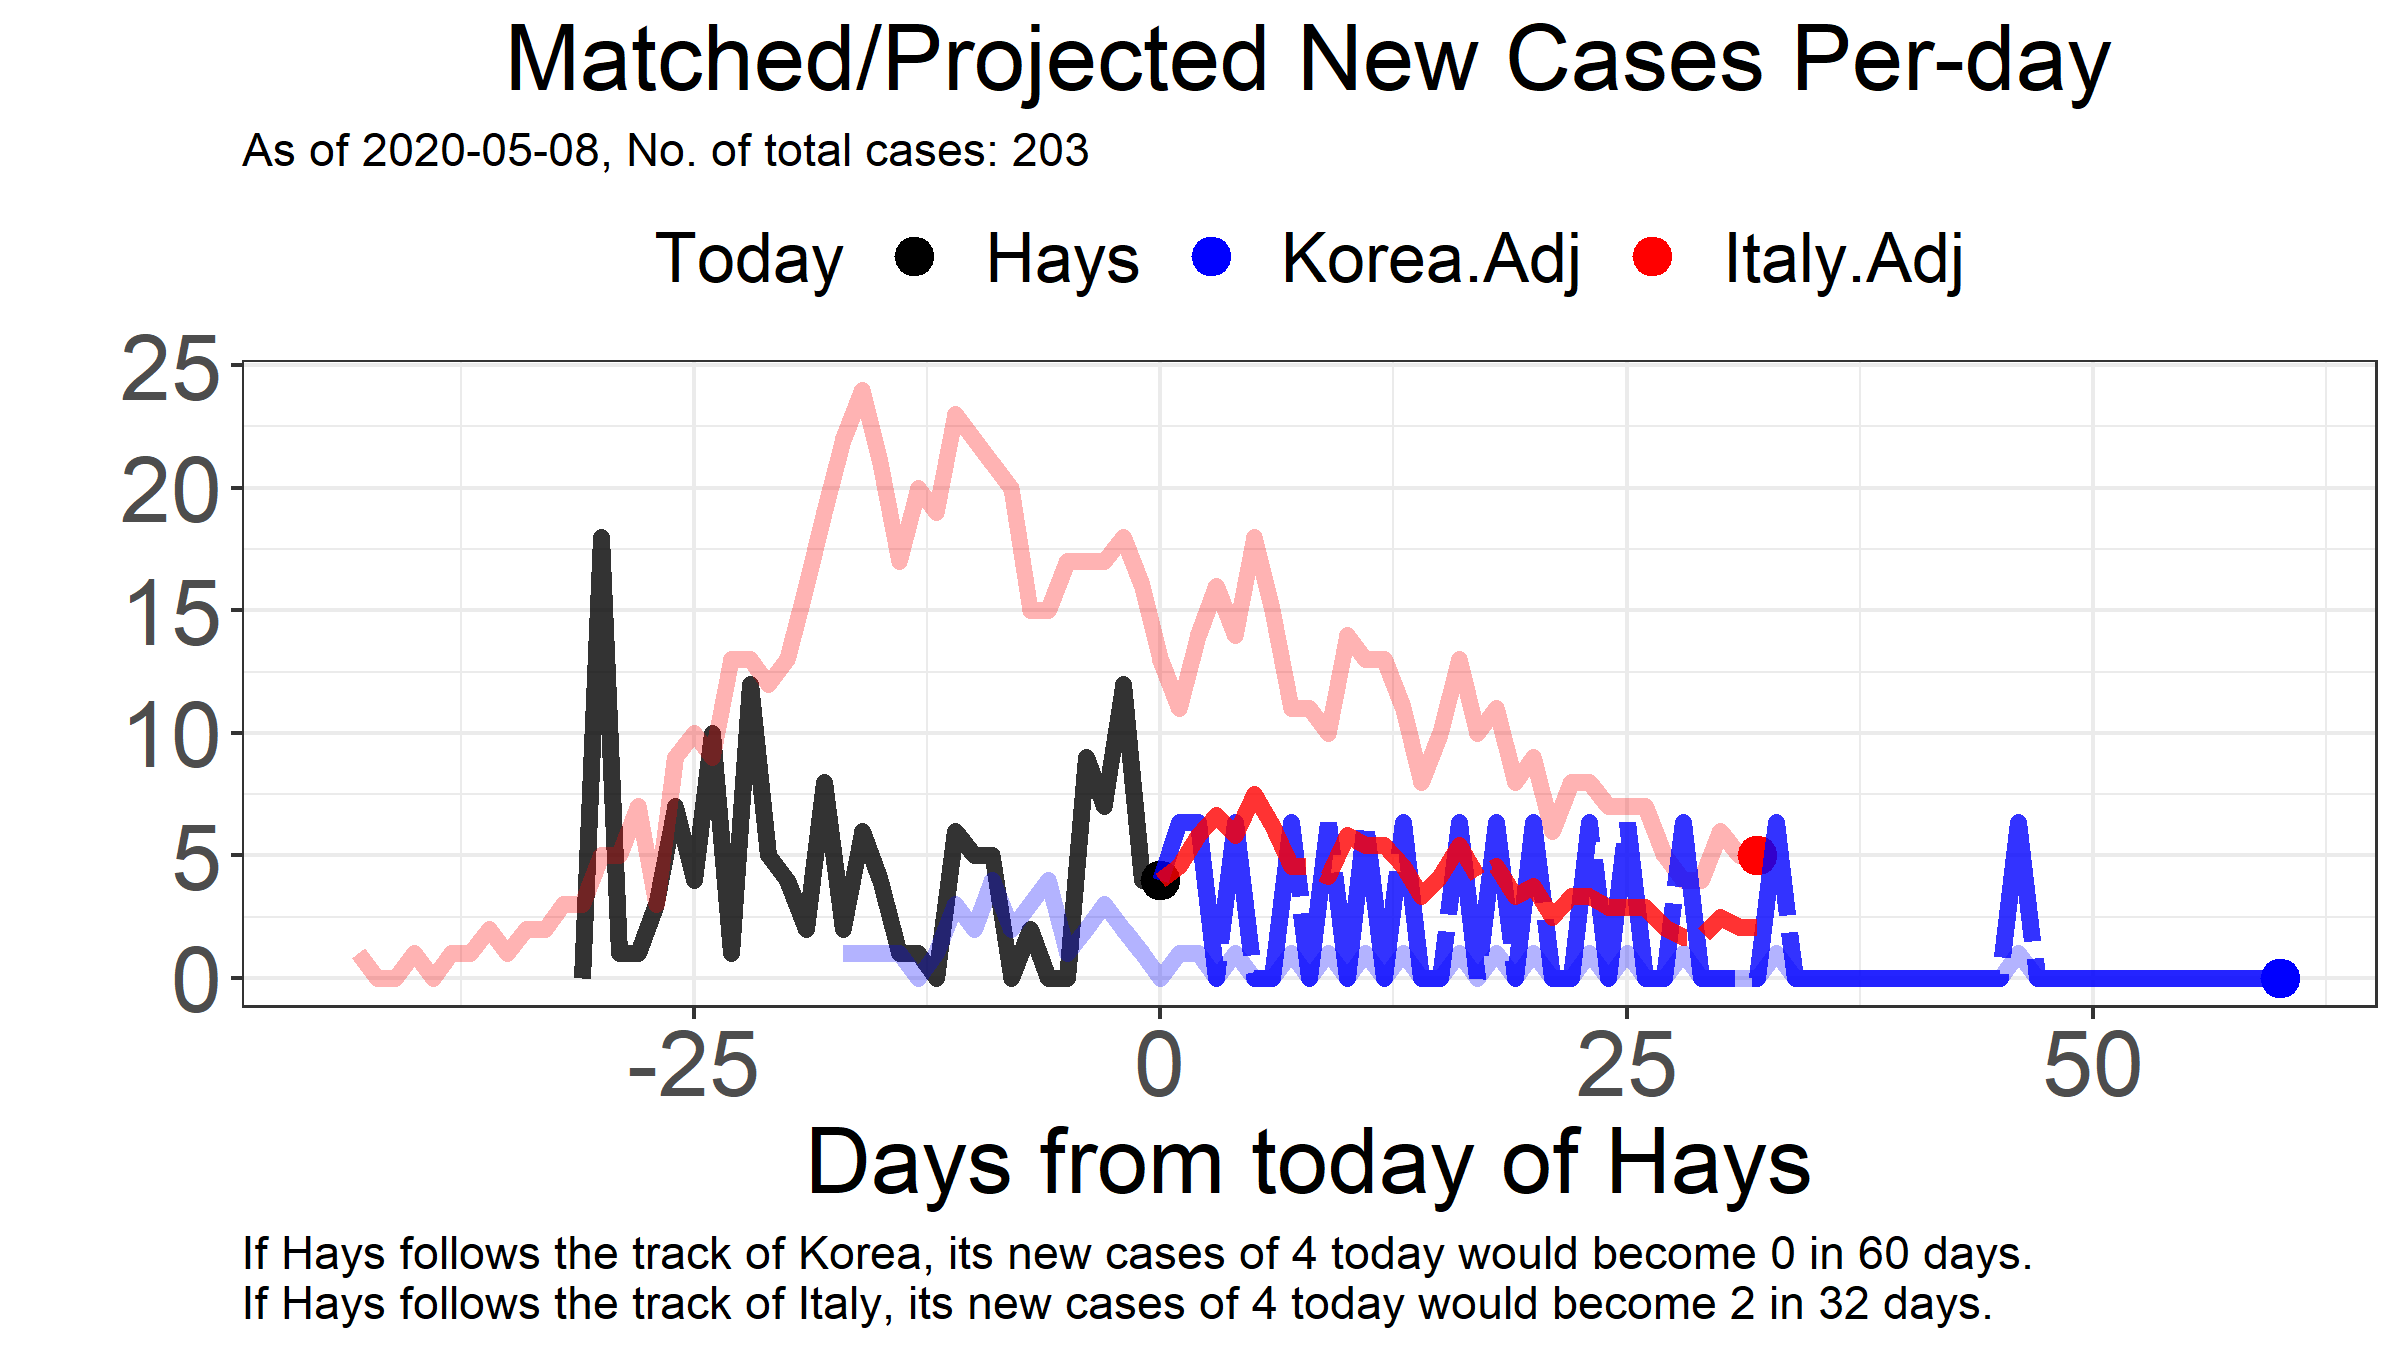 Matched/Projected New Cases Per-day
As of 2020-05-08, No. of total cases: 203
Today Hays Korea.Adj Italy.Adj
25
20
15
10
5
0
-25 0 25 50
Days from today of Hays
If Hays follows the track of Korea, its new cases of 4 today would become 0 in 60 days.
If Hays follows the track of Italy, its new cases of 4 today would become 2 in 32 days.